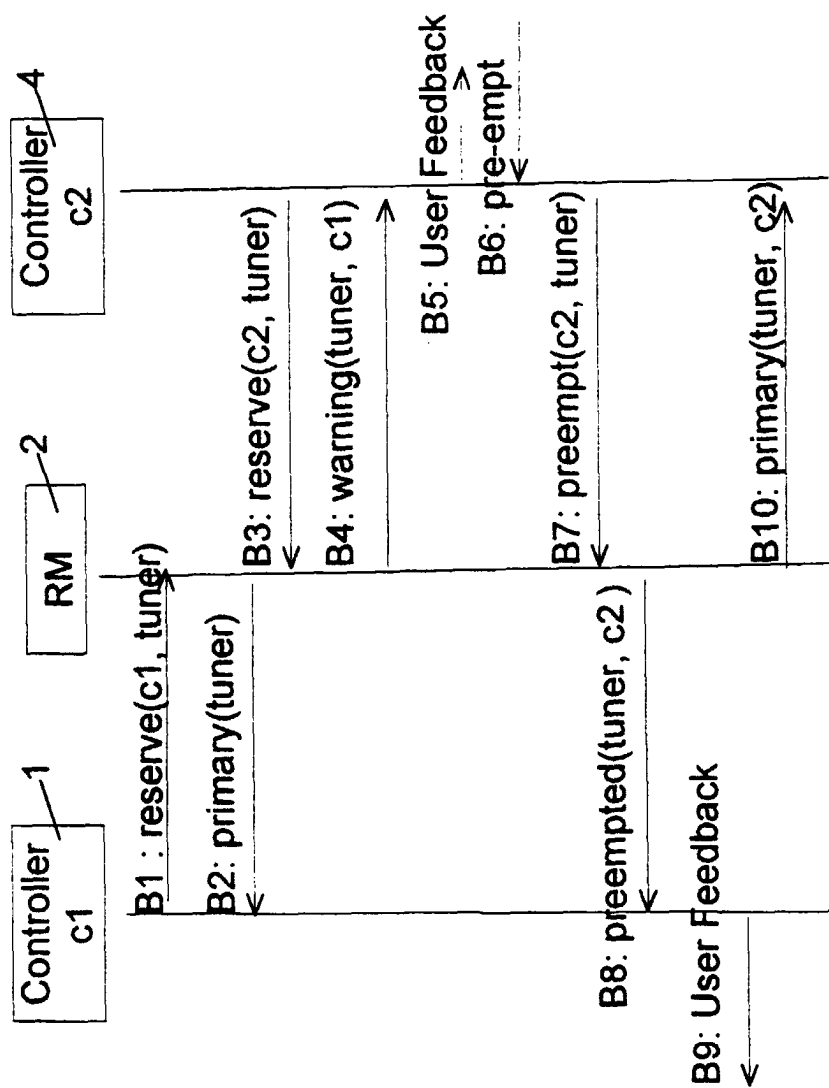 Controller
c1
1
RM
2
Controller
c2
4
B1 : reserve(c1, tuner)
B2: primary(tuner)
B3: reserve(c2, tuner)
B4: warning(tuner, c1)
B5: User Feedback
B6: pre-empt
B7: preempt(c2, tuner)
B8: preempted(tuner, c2 )
B9: User Feedback
B10: primary(tuner, c2)